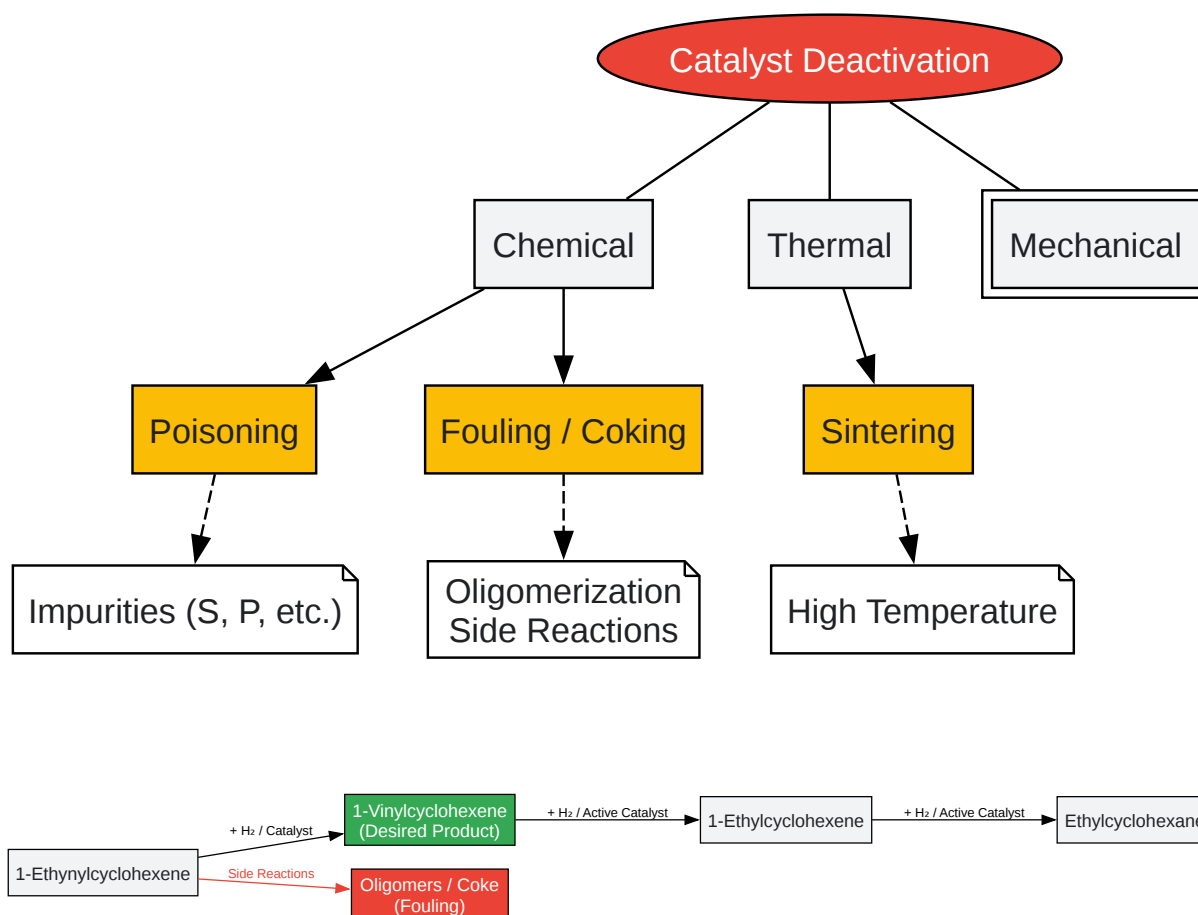 Catalyst Deactivation
Chemical
Thermal
Mechanical
Poisoning
Fouling / Coking
Sintering
Impurities (S, P, etc.)
Oligomerization
Side Reactions
High Temperature
1-Ethynylcyclohexene
+ H₂ / Catalyst
Side Reactions
1-Vinylcyclohexene
(Desired Product)
Oligomers / Coke
(Fouling)
+ H₂ / Active Catalyst
1-Ethylcyclohexene
+ H₂ / Active Catalyst
Ethylcyclohexane